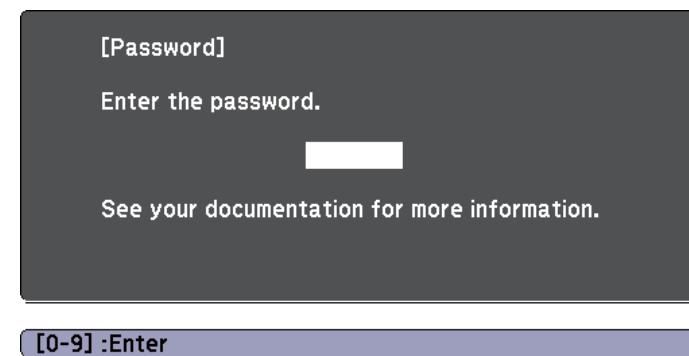 [Password]
Enter the password.
See your documentation for more information.
[0-9] :Enter